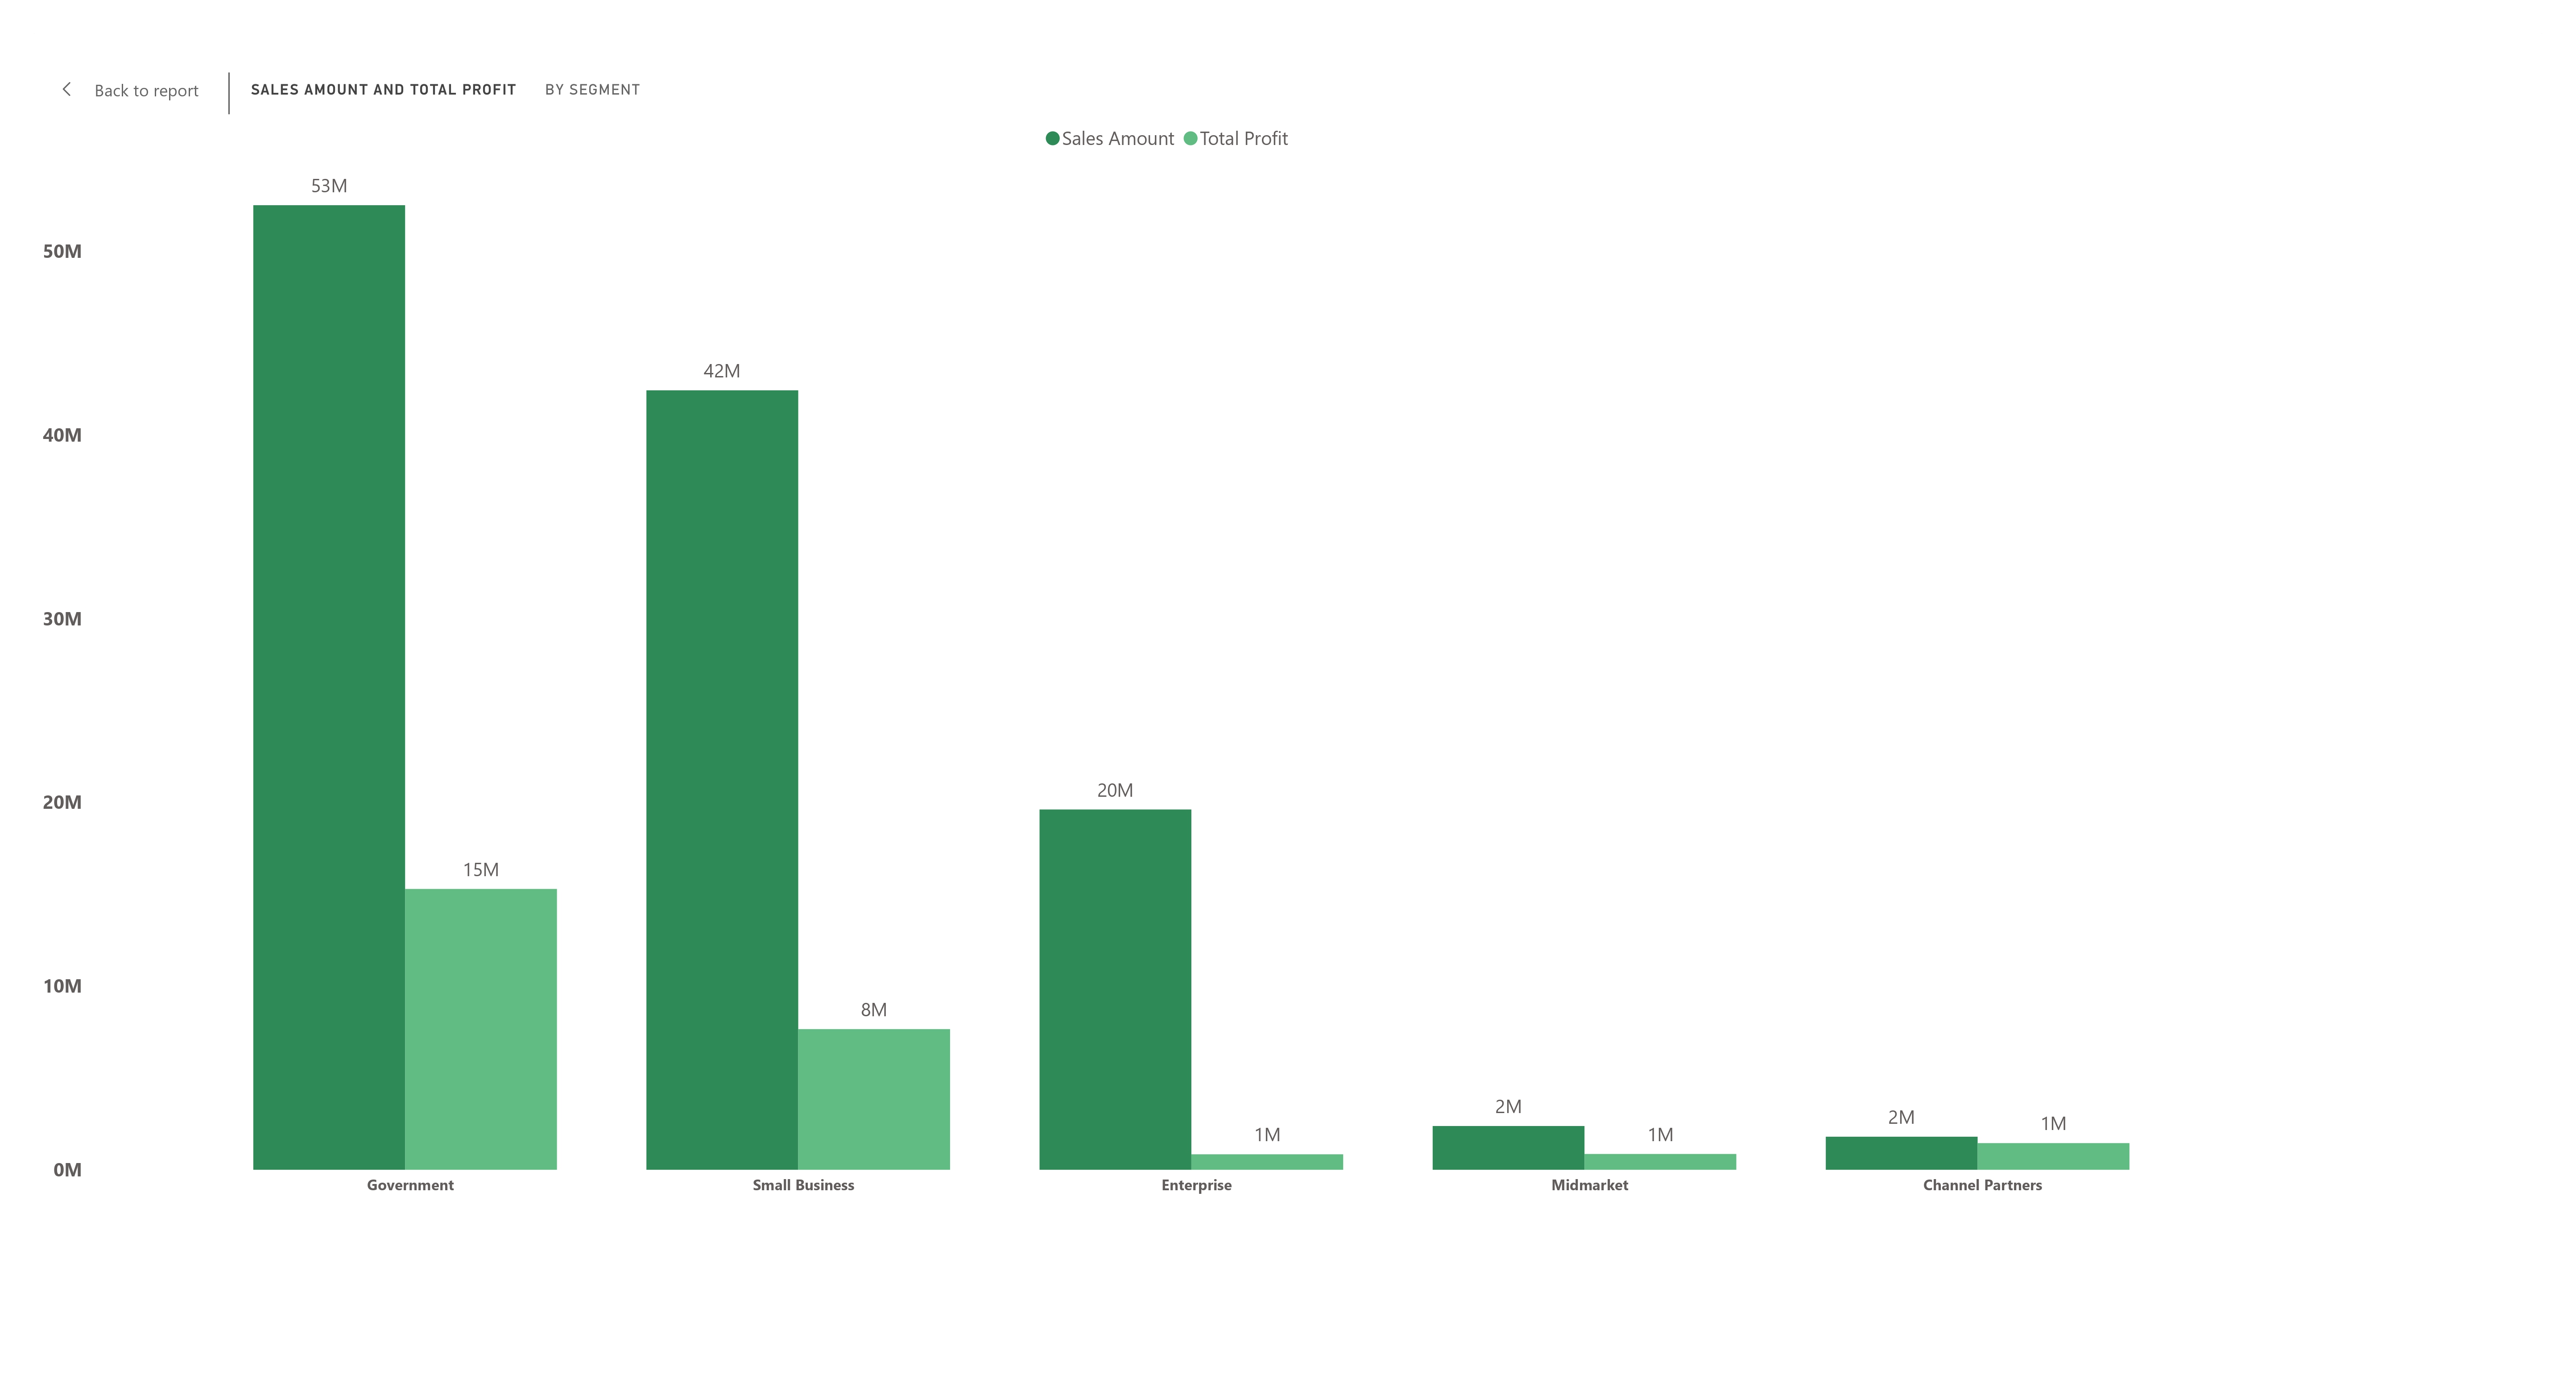 Back to report
SALES AMOUNT AND TOTAL PROFIT BY SEGMENT
Sales Amount Total Profit
53M
50M
42M
40M
30M
20M
20M
15M
10M
8M
2M
2M
1M
1M
1M
0M
Government Small Business Enterprise Midmarket Channel Partners